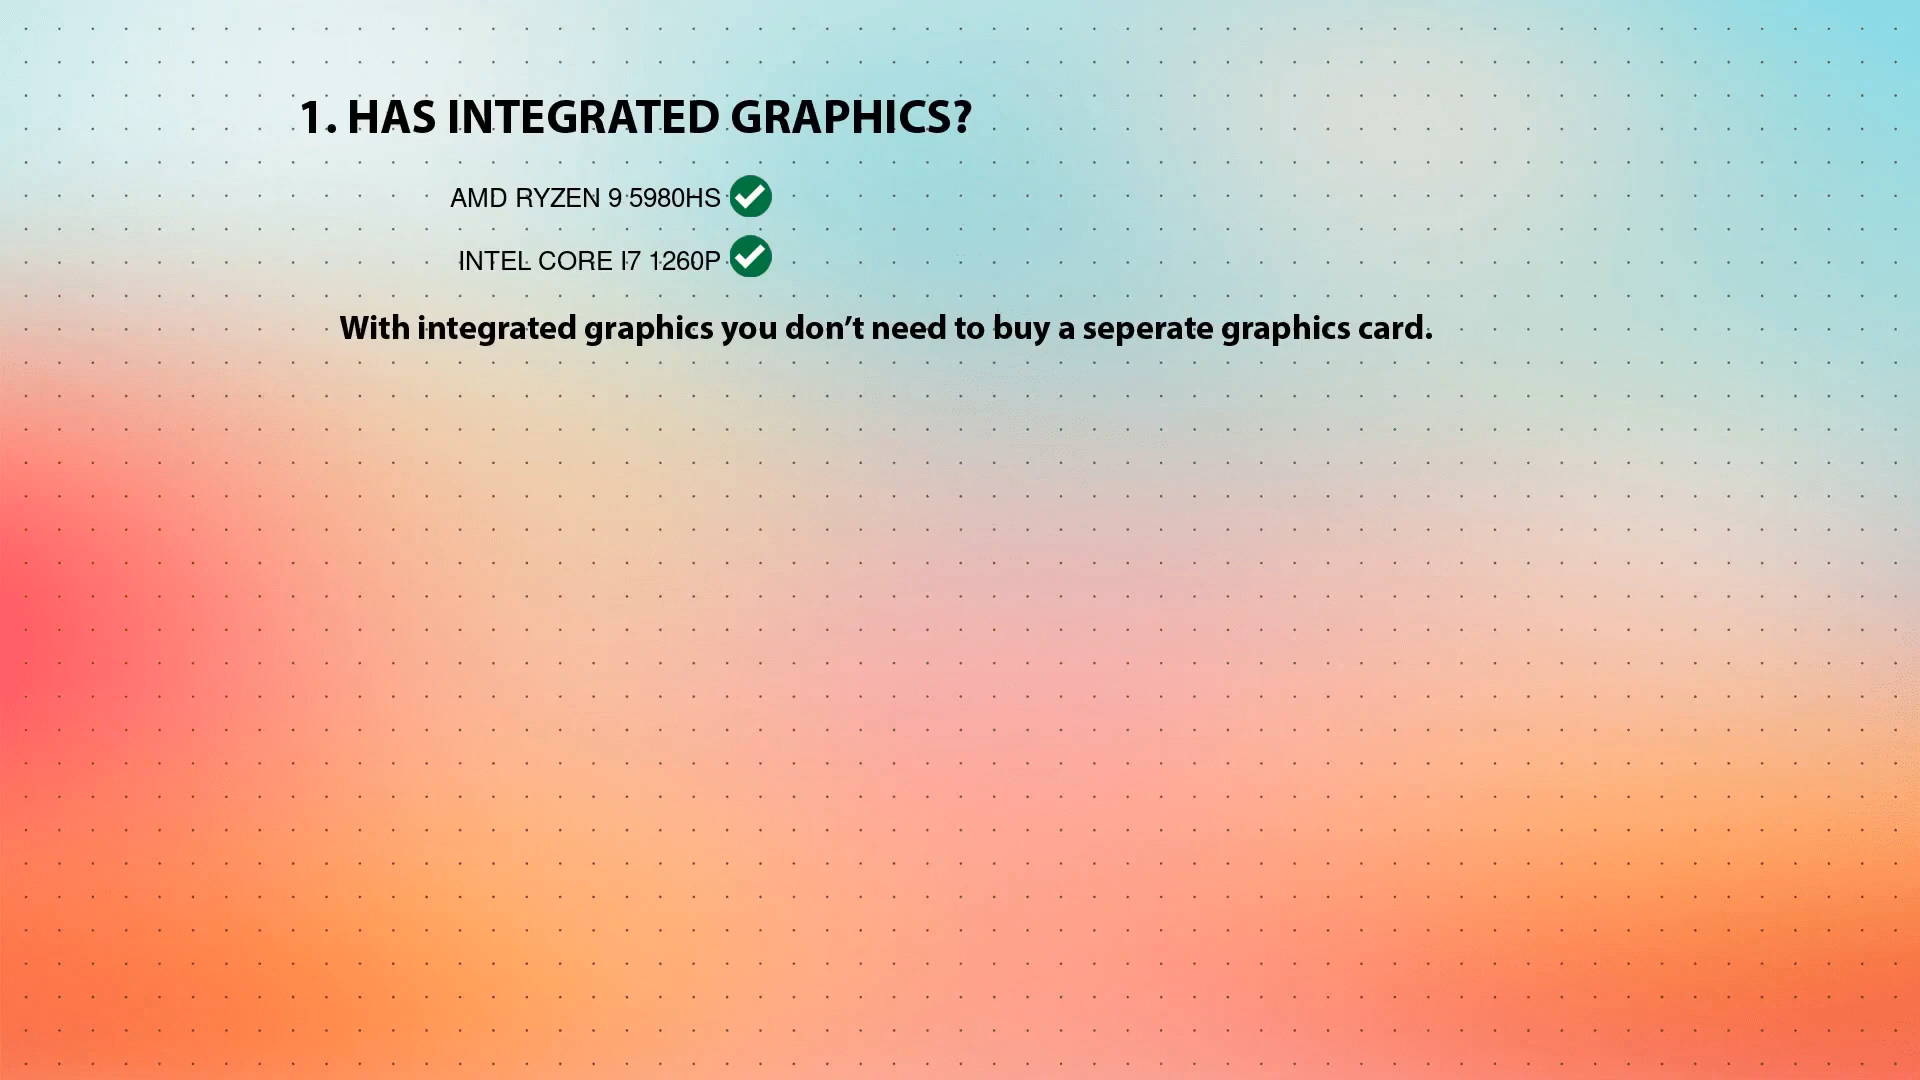 1. HAS INTEGRATED GRAPHICS?
AMD RYZEN 9 5980HS
INTEL CORE I7 1260P
With integrated graphics you don’t need to buy a seperate graphics card.